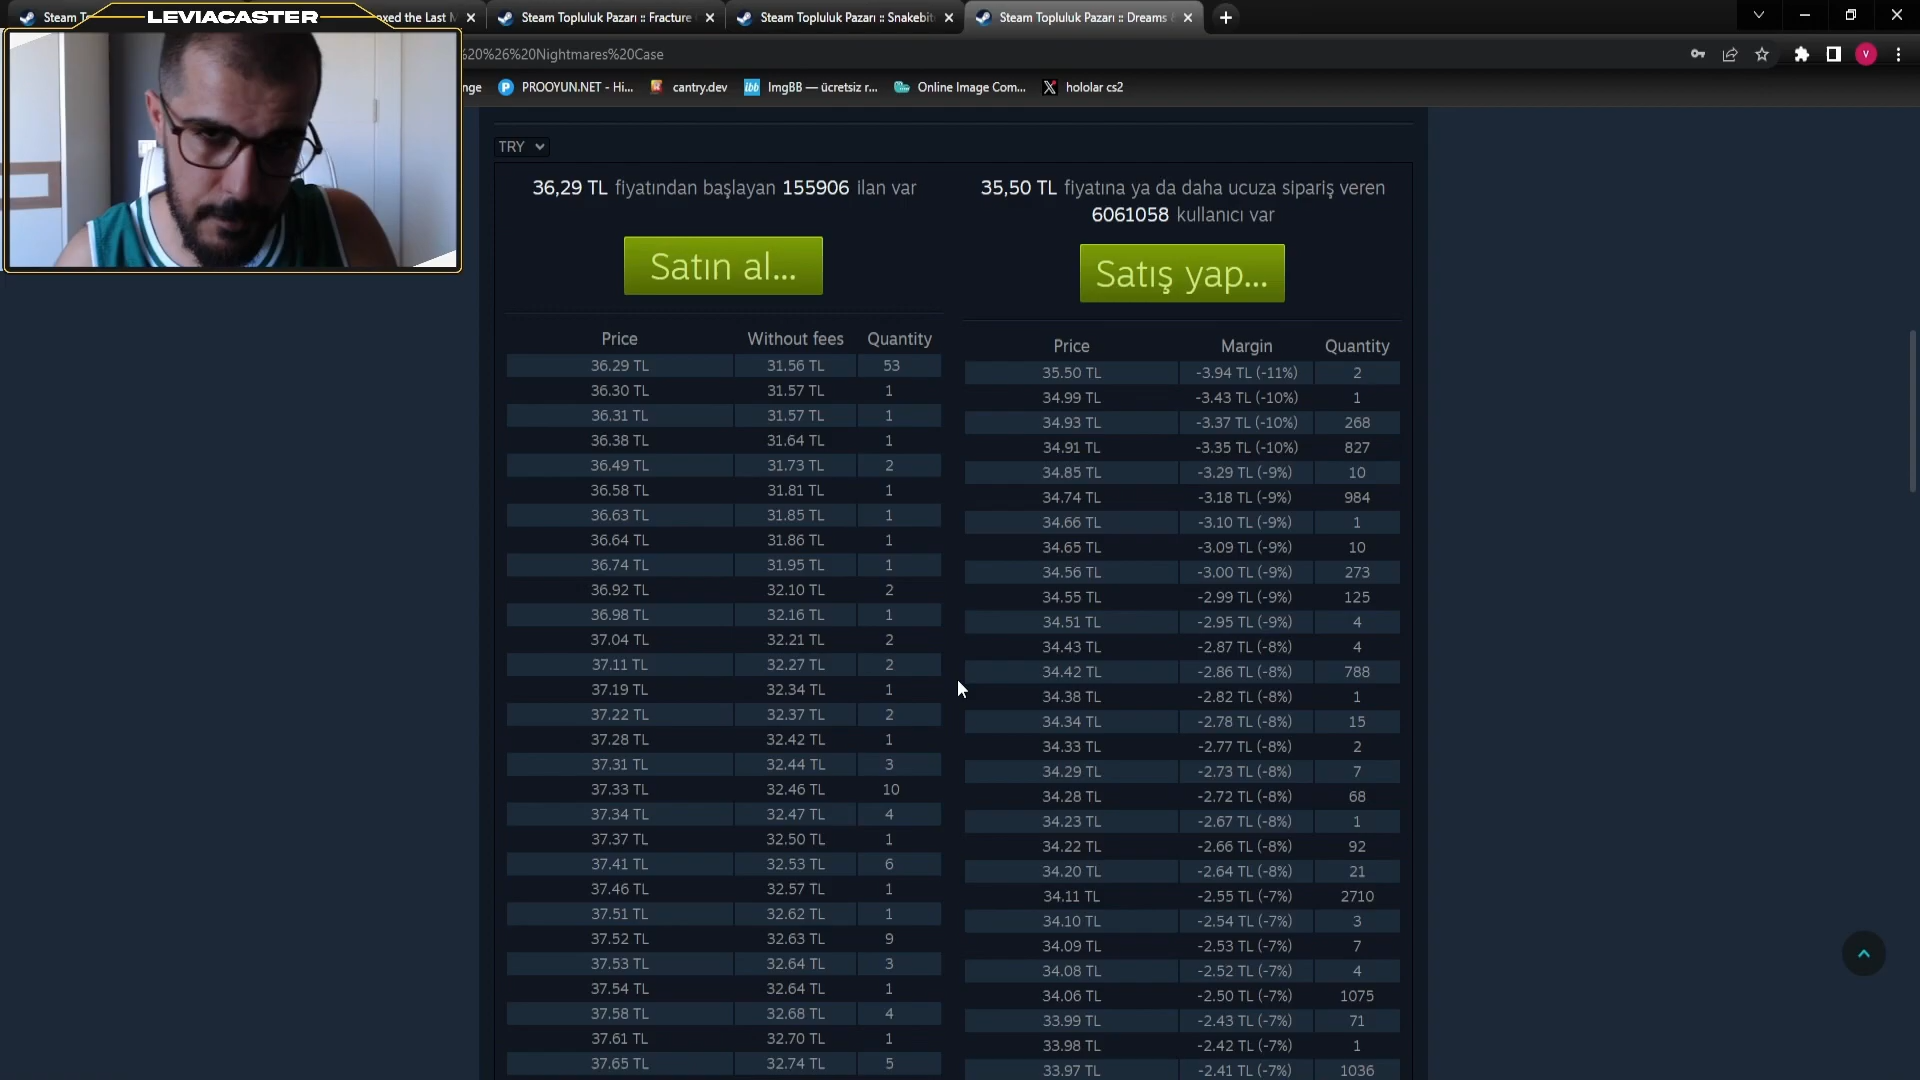 Steam To
oxed the Last M
Steam Topluluk Pazarı :: Fracture
Steam Topluluk Pazarı :: Snakebit
Steam Topluluk Pazarı :: Dreams
LEVIACASTER
%20%26%20Nightmares%20Case
V
nge
PROOYUN.NET - Hi...
cantry.dev
ibb ImgBB — ücretsiz r...
Online Image Com...
hololar cs2
TRY
36,29 TL fiyatından başlayan 155906 ilan var
Satın al...
Price Without fees Quantity
36.29 TL 31.56 TL 53
36.30 TL 31.57 TL 1
36.31 TL 31.57 TL 1
36.38 TL 31.64 TL 1
36.49 TL 31.73 TL 2
36.58 TL 31.81 TL 1
36.63 TL 31.85 TL 1
36.64 TL 31.86 TL 1
36.74 TL 31.95 TL 1
36.92 TL 32.10 TL 2
36.98 TL 32.16 TL 1
37.04 TL 32.21 TL 2
37.11 TL 32.27 TL 2
37.19 TL 32.34 TL 1
37.22 TL 32.37 TL 2
37.28 TL 32.42 TL 1
37.31 TL 32.44 TL 3
37.33 TL 32.46 TL 10
37.34 TL 32.47 TL 4
37.37 TL 32.50 TL 1
37.41 TL 32.53 TL 6
37.46 TL 32.57 TL 1
37.51 TL 32.62 TL 1
37.52 TL 32.63 TL 9
37.53 TL 32.64 TL 3
37.54 TL 32.64 TL 1
37.58 TL 32.68 TL 4
37.61 TL 32.70 TL 1
37.65 TL 32.74 TL 5
35,50 TL fiyatına ya da daha ucuza sipariş veren
6061058 kullanıcı var
Satış yap...
Price Margin Quantity
35.50 TL -3.94 TL (-11%) 2
34.99 TL -3.43 TL (-10%) 1
34.93 TL -3.37 TL (-10%) 268
34.91 TL -3.35 TL (-10%) 827
34.85 TL -3.29 TL (-9%) 10
34.74 TL -3.18 TL (-9%) 984
34.66 TL -3.10 TL (-9%) 1
34.65 TL -3.09 TL (-9%) 10
34.56 TL -3.00 TL (-9%) 273
34.55 TL -2.99 TL (-9%) 125
34.51 TL -2.95 TL (-9%) 4
34.43 TL -2.87 TL (-8%) 4
34.42 TL -2.86 TL (-8%) 788
34.38 TL -2.82 TL (-8%) 1
34.34 TL -2.78 TL (-8%) 15
34.33 TL -2.77 TL (-8%) 2
34.29 TL -2.73 TL (-8%) 7
34.28 TL -2.72 TL (-8%) 68
34.23 TL -2.67 TL (-8%) 1
34.22 TL -2.66 TL (-8%) 92
34.20 TL -2.64 TL (-8%) 21
34.11 TL -2.55 TL (-7%) 2710
34.10 TL -2.54 TL (-7%) 3
34.09 TL -2.53 TL (-7%) 7
34.08 TL -2.52 TL (-7%) 4
34.06 TL -2.50 TL (-7%) 1075
33.99 TL -2.43 TL (-7%) 71
33.98 TL -2.42 TL (-7%) 1
33.97 TL -2.41 TL (-7%) 1036